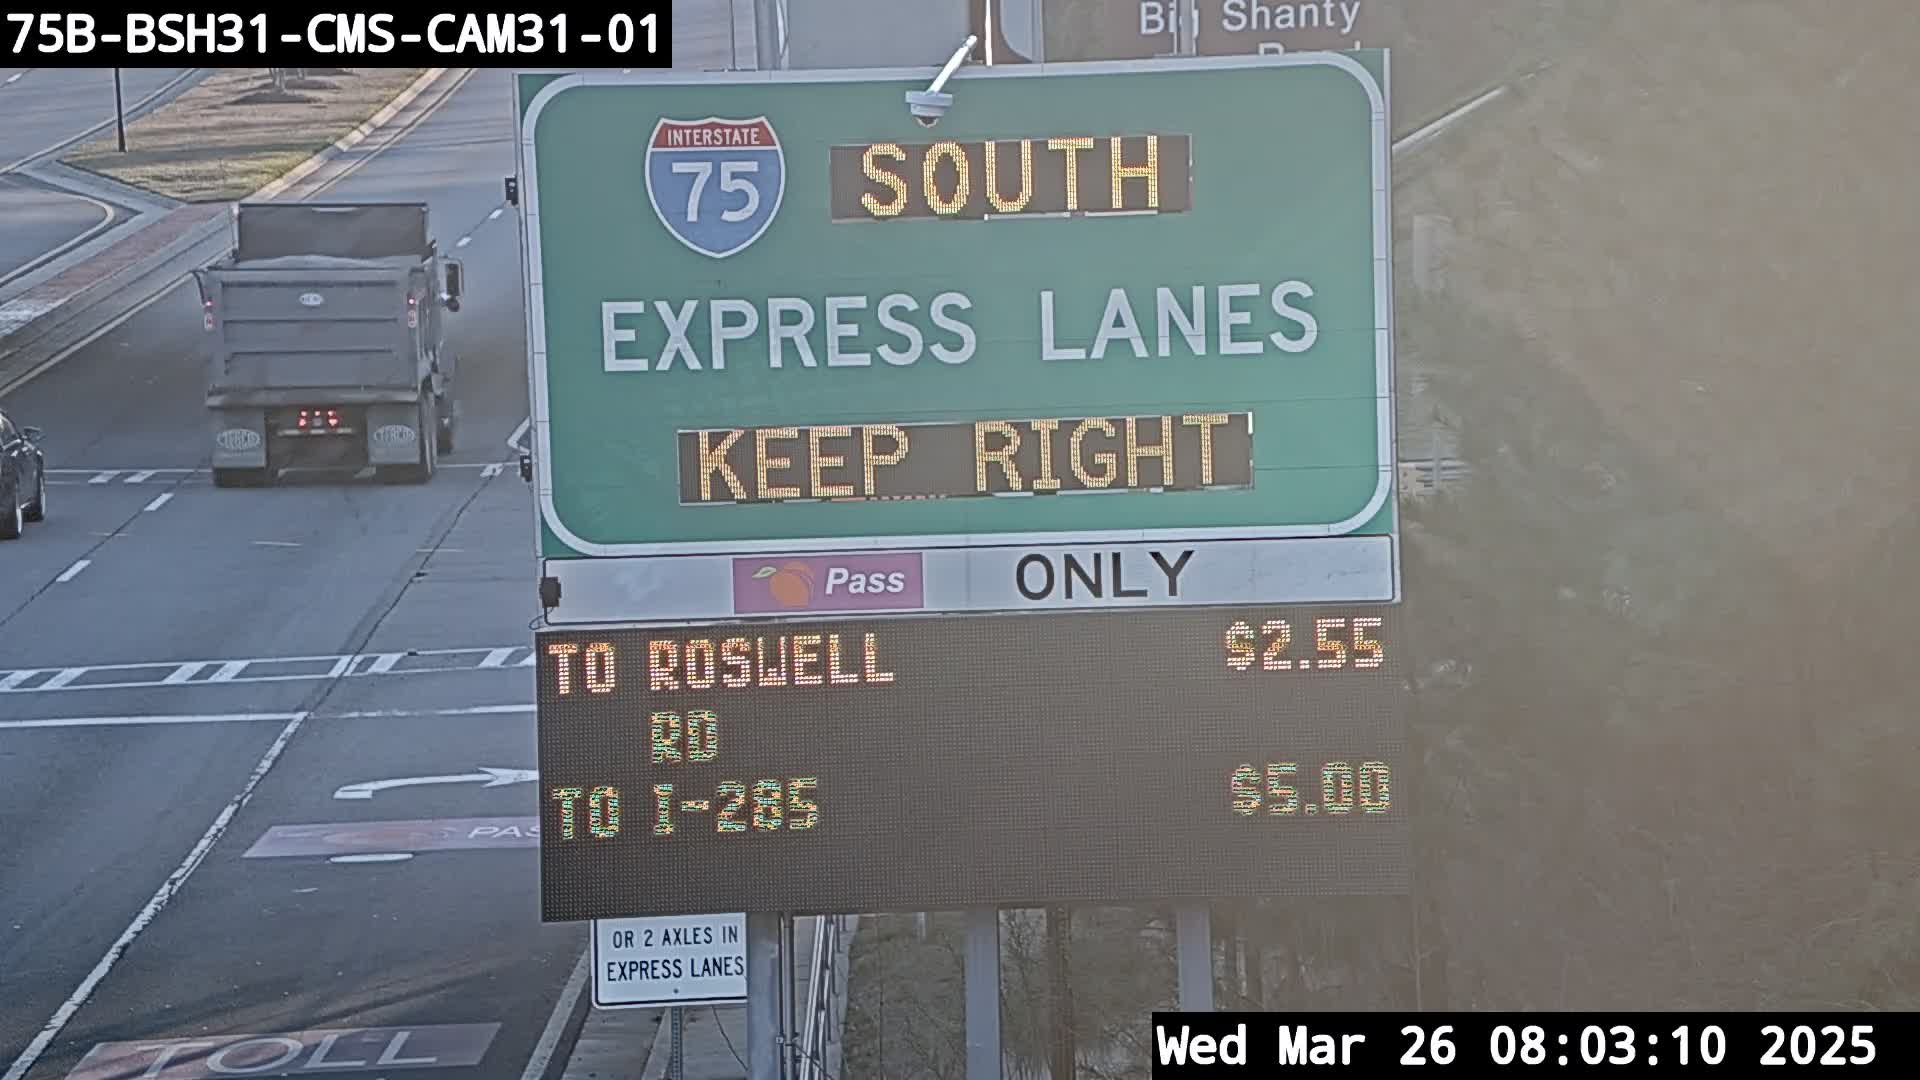 75B-BSH31-CMS-CAM31-01
Big Shanty
Road
INTERSTATE
75
SOUTH
EXPRESS LANES
KEEP RIGHT
Pass ONLY
TO ROSWELL $2.55
RD
TO I-285 $5.00
PAS
OR 2 AXLES IN
EXPRESS LANES
TOLL
Wed Mar 26 08:03:10 2025